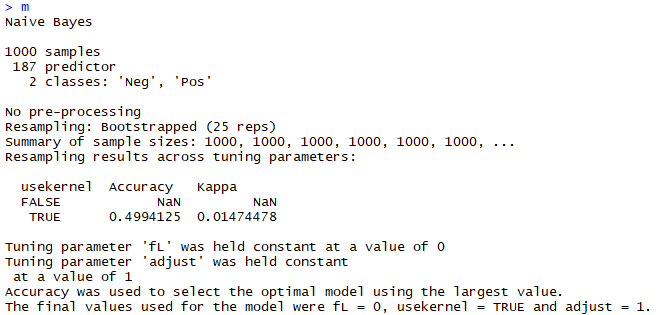 > m
Naive Bayes
1000 samples
187 predictor
2 classes: 'Neg', 'Pos'
No pre-processing
Resampling: Bootstrapped (25 reps)
Summary of sample sizes: 1000, 1000, 1000, 1000, 1000, 1000, ...
Resampling results across tuning parameters:
usekernel  Accuracy   Kappa
FALSE            NaN         NaN
TRUE      0.4994125  0.01474478
Tuning parameter 'fL' was held constant at a value of 0
Tuning parameter 'adjust' was held constant
at a value of 1
Accuracy was used to select the optimal model using the largest value.
The final values used for the model were fL = 0, usekernel = TRUE and adjust = 1.